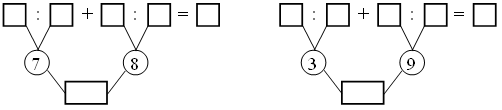 □ : □ + □ : □ = □ □ : □ + □ : □ = □
7 8 3 9